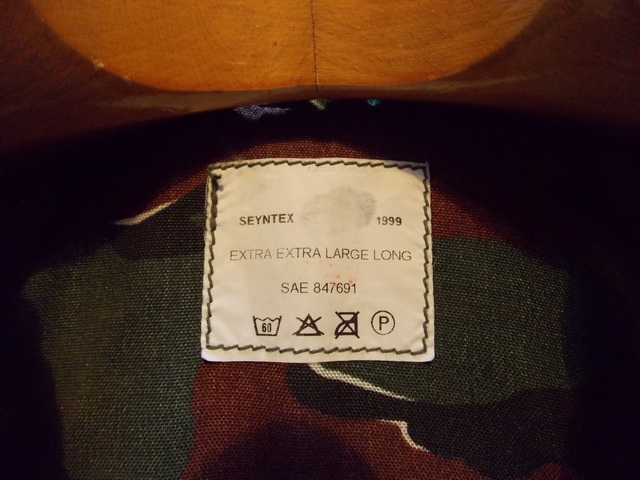 SEYNTEX 1999
EXTRA EXTRA LARGE LONG
SAE 847691
60 P